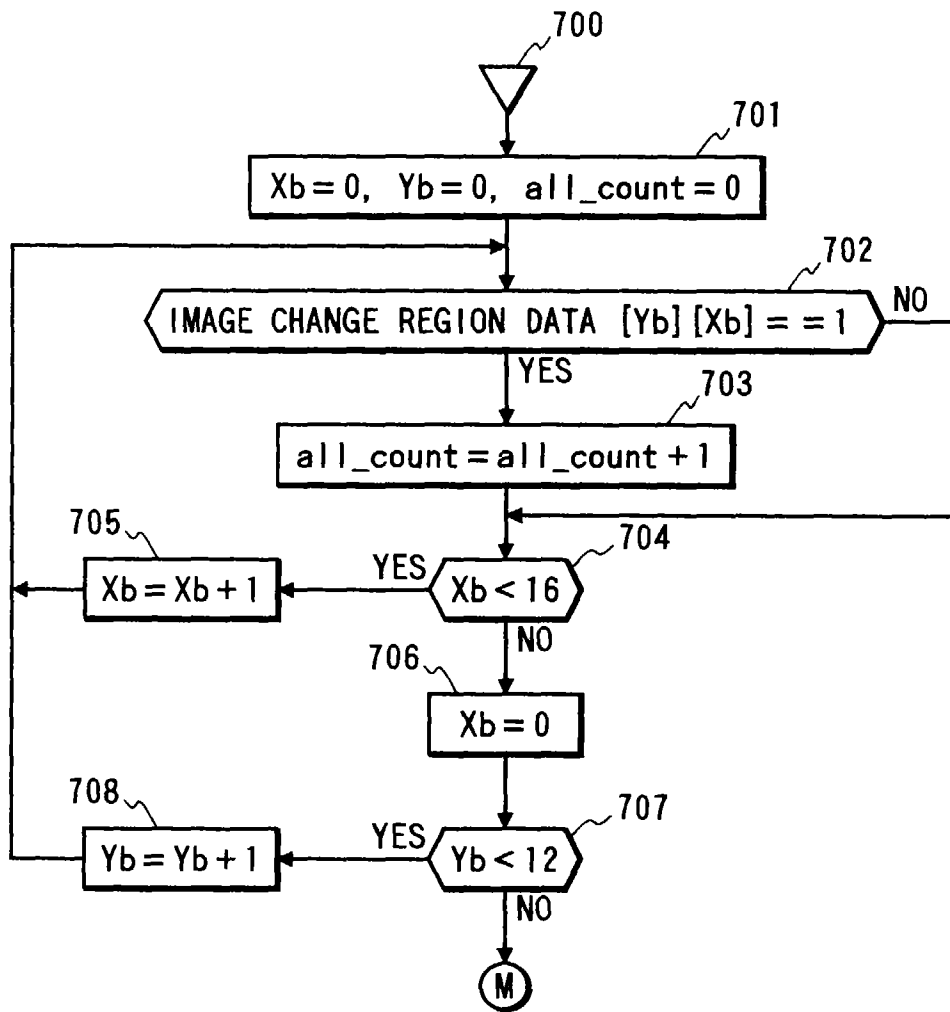 700
701
Xb=0, Yb=0, all_count=0
702
IMAGE CHANGE REGION DATA [Yb][Xb]==1
NO
YES
703
all_count=all_count+1
705
704
Xb=Xb+1
YES
Xb<16
NO
706
Xb=0
708
707
Yb=Yb+1
YES
Yb<12
NO
M